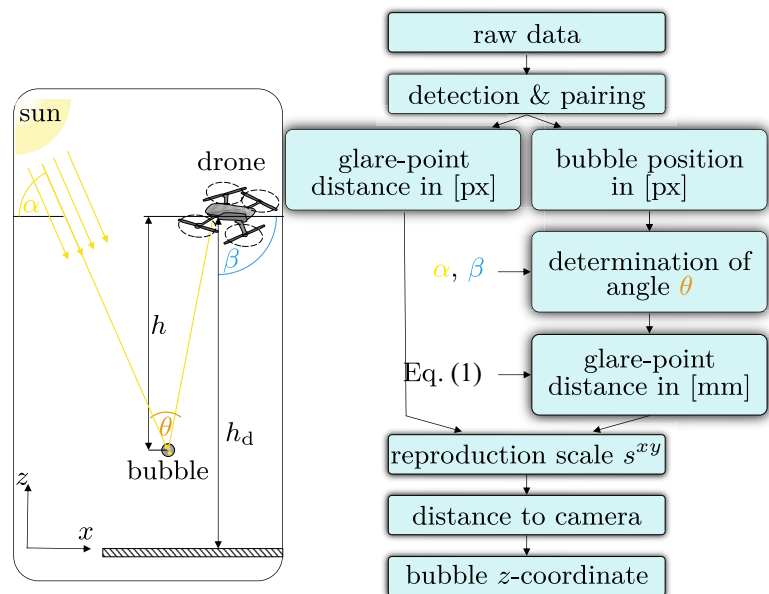 sun
drone
α
β
h
θ
h_d
bubble
z
x
raw data
detection & pairing
glare-point
distance in [px]
bubble position
in [px]
α, β
determination of
angle θ
Eq. (1)
glare-point
distance in [mm]
reproduction scale s^{xy}
distance to camera
bubble z-coordinate